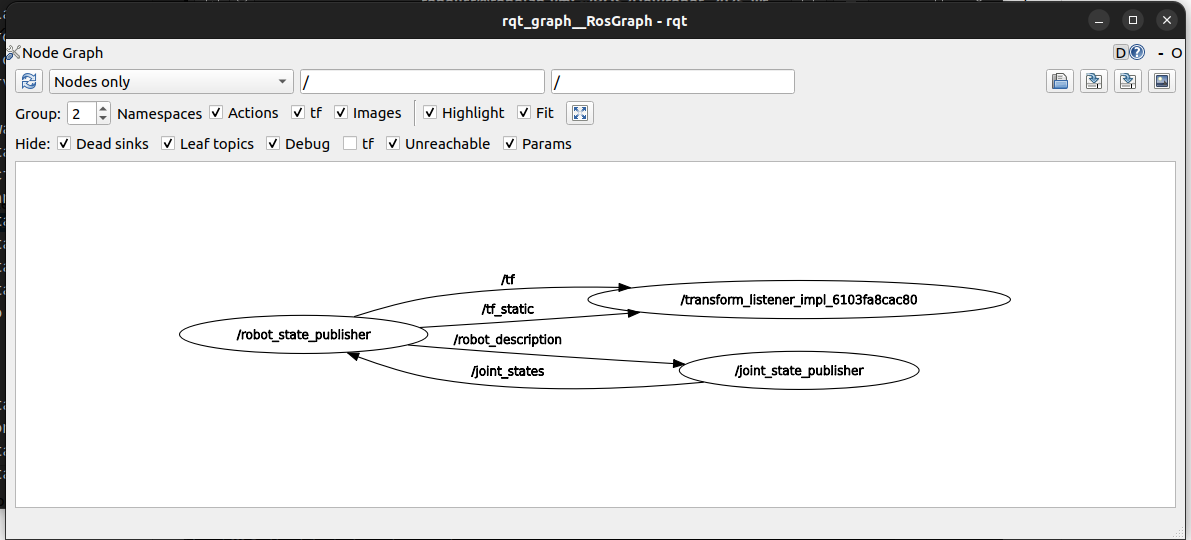 rqt_graph__RosGraph - rqt
Node Graph D ? - O
Nodes only / /
Group: 2 Namespaces Actions tf Images Highlight Fit
Hide: Dead sinks Leaf topics Debug tf Unreachable Params
/tf
/transform_listener_impl_6103fa8cac80
/tf_static
/robot_state_publisher
/robot_description
/joint_states
/joint_state_publisher